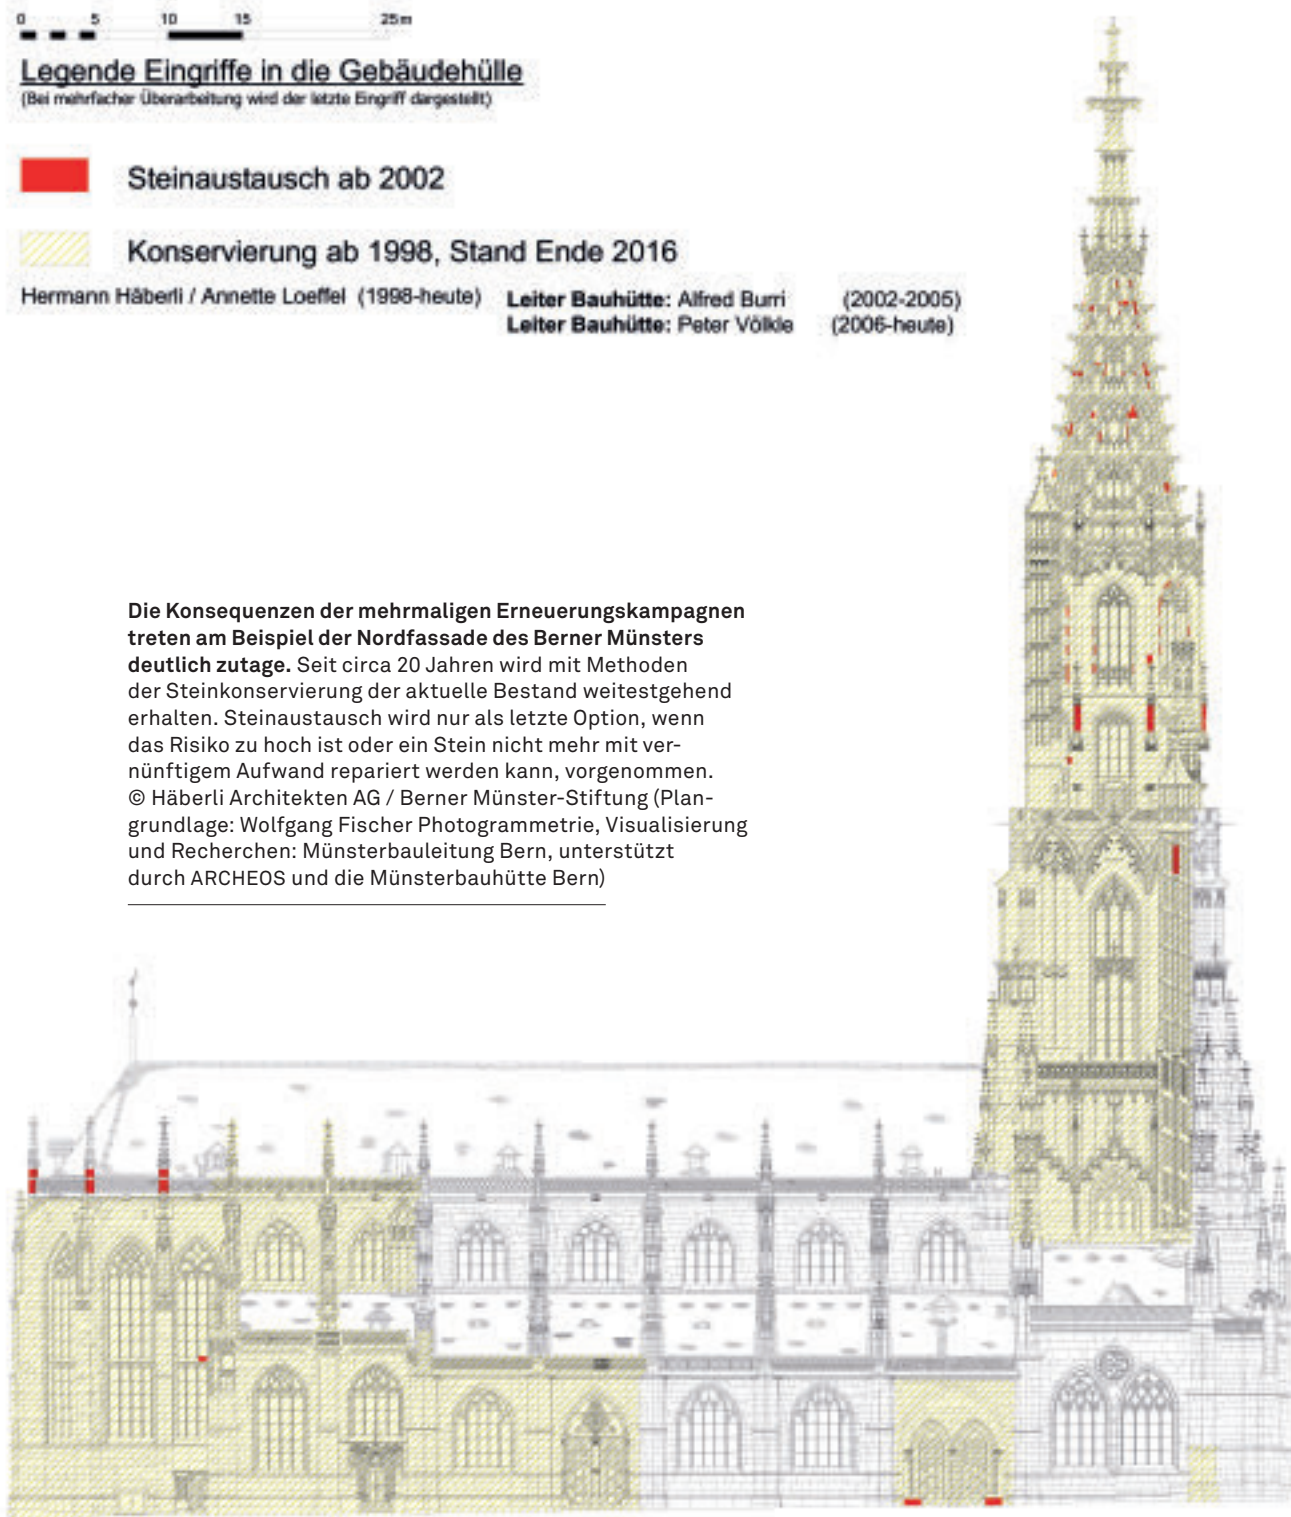 0 5 10 15 25m
Legende Eingriffe in die Gebäudehülle
(Bei mehrfacher Überarbeitung wird der letzte Eingriff dargestellt)
Steinaustausch ab 2002
Konservierung ab 1998, Stand Ende 2016
Hermann Häberli / Annette Loeffel (1998-heute) Leiter Bauhütte: Alfred Burri (2002-2005)
Leiter Bauhütte: Peter Völkle (2006-heute)
Die Konsequenzen der mehrmaligen Erneuerungskampagnen
treten am Beispiel der Nordfassade des Berner Münsters
deutlich zutage. Seit circa 20 Jahren wird mit Methoden
der Steinkonservierung der aktuelle Bestand weitestgehend
erhalten. Steinaustausch wird nur als letzte Option, wenn
das Risiko zu hoch ist oder ein Stein nicht mehr mit ver-
nünftigem Aufwand repariert werden kann, vorgenommen.
© Häberli Architekten AG / Berner Münster-Stiftung (Plan-
grundlage: Wolfgang Fischer Photogrammetrie, Visualisierung
und Recherchen: Münsterbauleitung Bern, unterstützt
durch ARCHEOS und die Münsterbauhütte Bern)